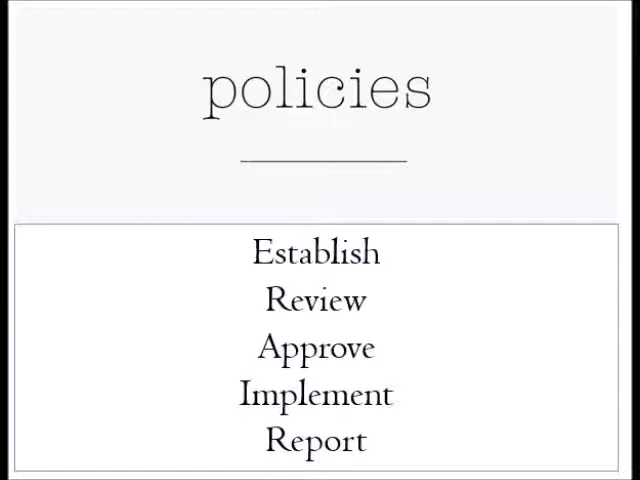 policies
Establish
Review
Approve
Implement
Report